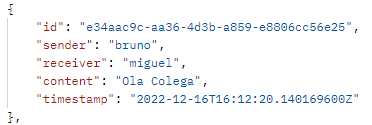 {
"id": "e34aac9c-aa36-4d3b-a859-e8806cc56e25",
"sender": "bruno",
"receiver": "miguel",
"content": "Ola Colega",
"timestamp": "2022-12-16T16:12:20.140169600Z"
},